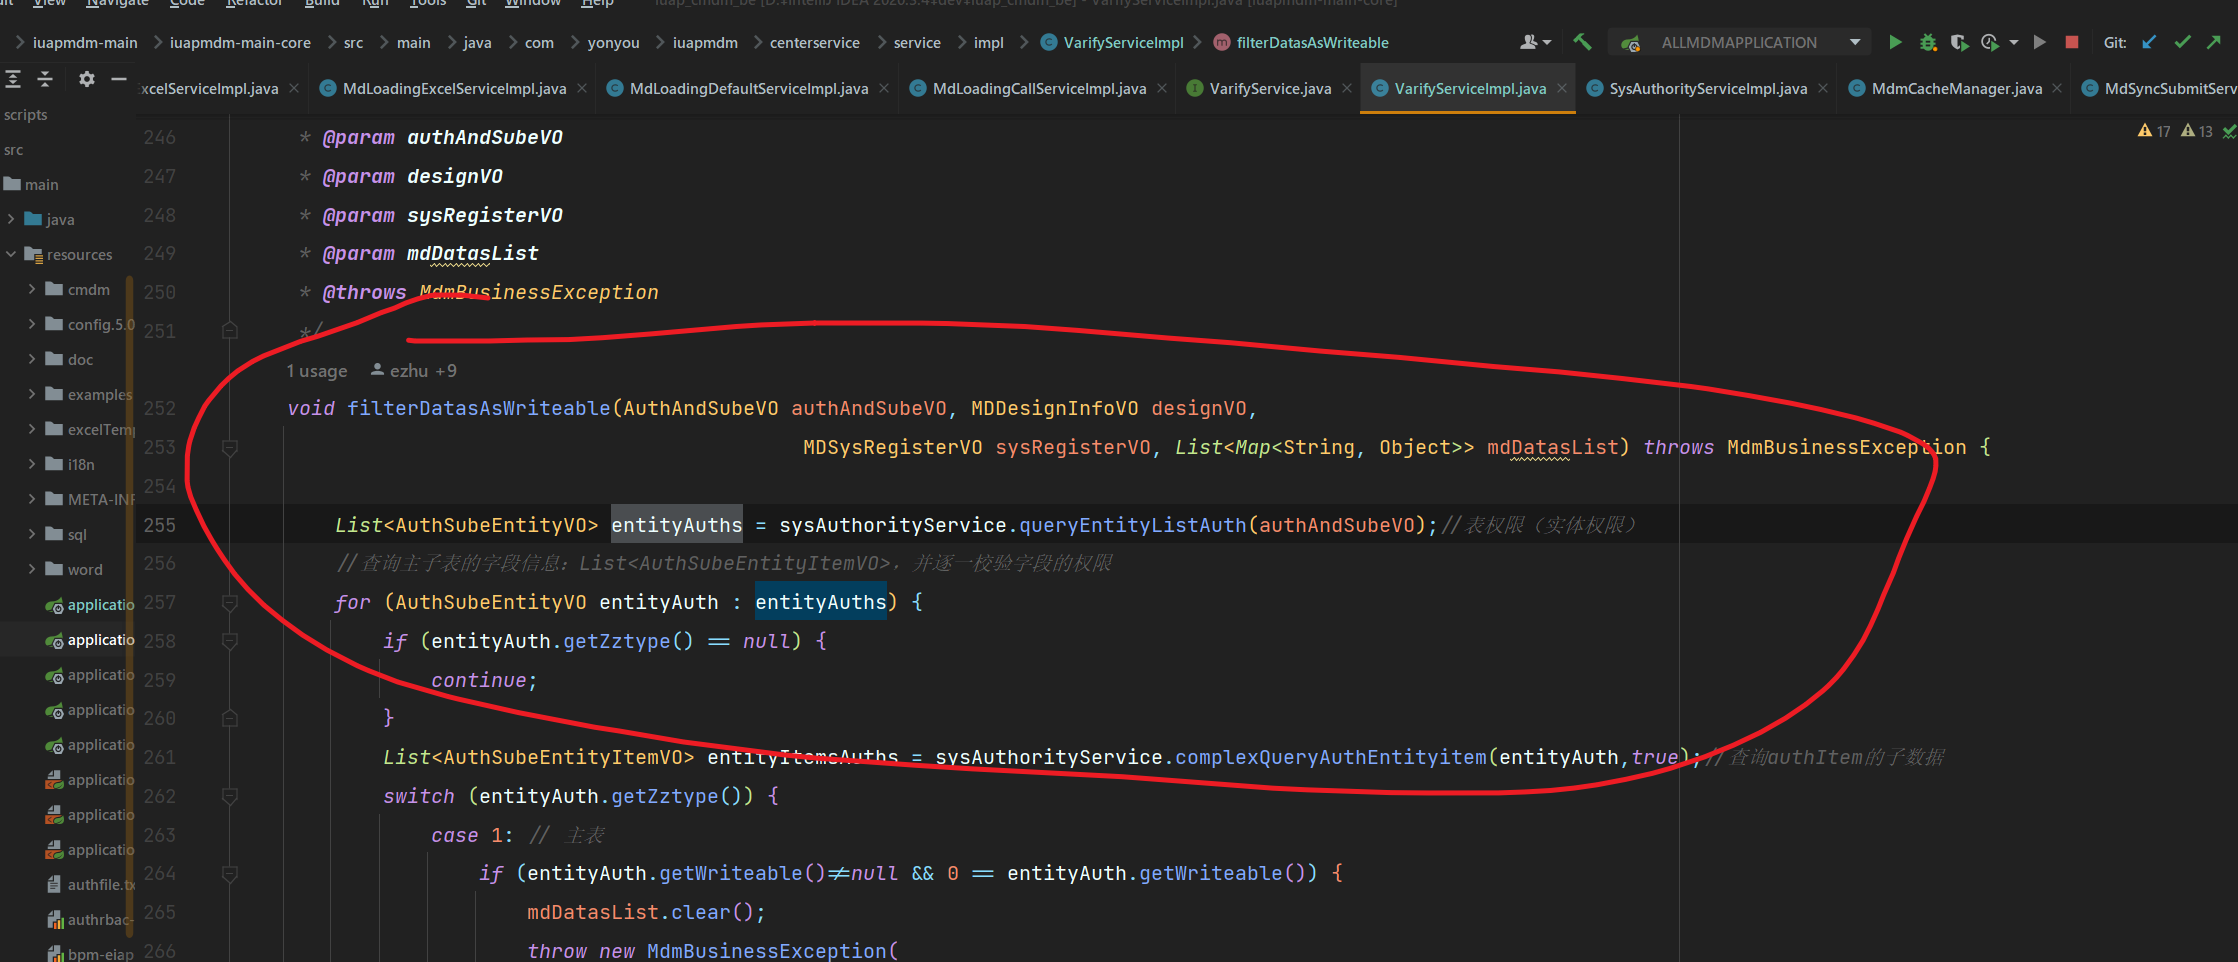 View Navigate Code Refactor Build Run Tools Git Window Help
iuapmdm-main iuapmdm-main-core src main java com yonyou iuapmdm centerservice service impl VarifyServiceImpl filterDatasAsWriteable ALLMDMAPPLICATION Git:
ExcelServiceImpl.java MdLoadingExcelServiceImpl.java MdLoadingDefaultServiceImpl.java MdLoadingCallServiceImpl.java VarifyService.java VarifyServiceImpl.java SysAuthorityServiceImpl.java MdmCacheManager.java MdSyncSubmitServ
17 13
scripts
src
main
java
resources
cmdm
config.5.0
doc
examples
excelTem
i18n
META-INF
sql
word
applicatio
applicatio
applicatio
applicatio
applicatio
applicatio
applicatio
applicatio
authfile.tx
authrbac-
bpm-eiap
246 * @param authAndSubeVO
247 * @param designVO
248 * @param sysRegisterVO
249 * @param mdDatasList
250 * @throws MdmBusinessException
251 */
1 usage ezhu +9
252 void filterDatasAsWriteable(AuthAndSubeVO authAndSubeVO, MDDesignInfoVO designVO,
253 MDSysRegisterVO sysRegisterVO, List<Map<String, Object>> mdDatasList) throws MdmBusinessException {
254
255 List<AuthSubeEntityVO> entityAuths = sysAuthorityService.queryEntityListAuth(authAndSubeVO);//表权限（实体权限）
256 //查询主子表的字段信息：List<AuthSubeEntityItemVO>，并逐一校验字段的权限
257 for (AuthSubeEntityVO entityAuth : entityAuths) {
258 if (entityAuth.getZztype() == null) {
259 continue;
260 }
261 List<AuthSubeEntityItemVO> entityItemsAuths = sysAuthorityService.complexQueryAuthEntityitem(entityAuth,true);//查询authItem的子数据
262 switch (entityAuth.getZztype()) {
263 case 1: // 主表
264 if (entityAuth.getWriteable()!=null && 0 == entityAuth.getWriteable()) {
265 mdDatasList.clear();
266 throw new MdmBusinessException(